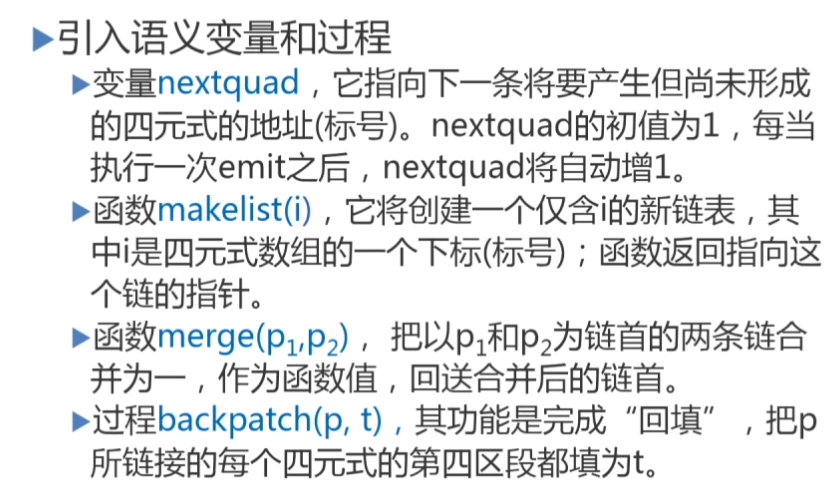 引入语义变量和过程
变量nextquad，它指向下一条将要产生但尚未形成
的四元式的地址(标号)。nextquad的初值为1，每当
执行一次emit之后，nextquad将自动增1。
函数makelist(i)，它将创建一个仅含i的新链表，其
中i是四元式数组的一个下标(标号)；函数返回指向这
个链的指针。
函数merge(p₁,p₂)， 把以p₁和p₂为链首的两条链合
并为一，作为函数值，回送合并后的链首。
过程backpatch(p, t)，其功能是完成“回填”，把p
所链接的每个四元式的第四区段都填为t。